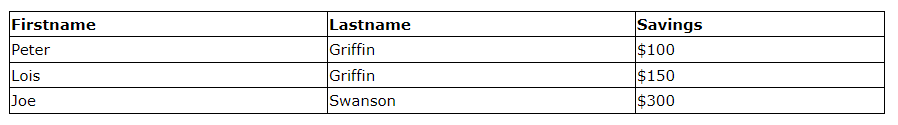 Firstname Lastname Savings
Peter Griffin $100
Lois Griffin $150
Joe Swanson $300